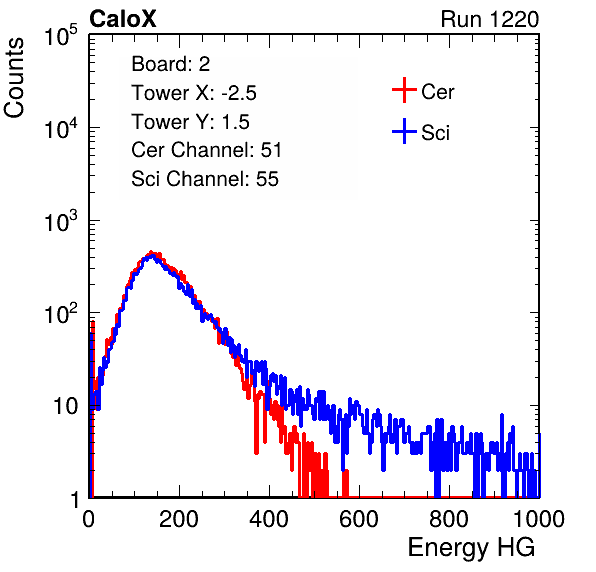 CaloX Run 1220
Counts
10^5
10^4
10^3
10^2
10
1
Board: 2
Tower X: -2.5
Tower Y: 1.5
Cer Channel: 51
Sci Channel: 55
Cer
Sci
0 200 400 600 800 1000
Energy HG